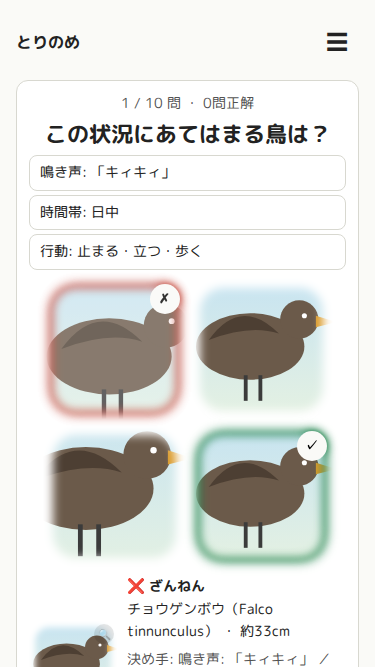 とりのめ
1 / 10 問 · 0問正解
この状況にあてはまる鳥は？
鳴き声: 「キィキィ」
時間帯: 日中
行動: 止まる・立つ・歩く
✗
✓
❌ ざんねん
チョウゲンボウ（Falco
tinnunculus） · 約33cm
決め手: 鳴き声: 「キィキィ」 ／